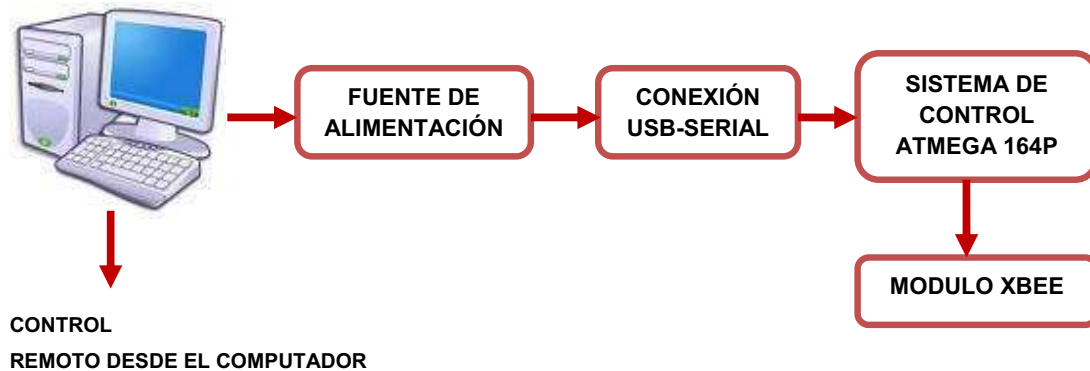 FUENTE DE
ALIMENTACIÓN
CONEXIÓN
USB-SERIAL
SISTEMA DE
CONTROL
ATMEGA 164P
MODULO XBEE
CONTROL
REMOTO DESDE EL COMPUTADOR